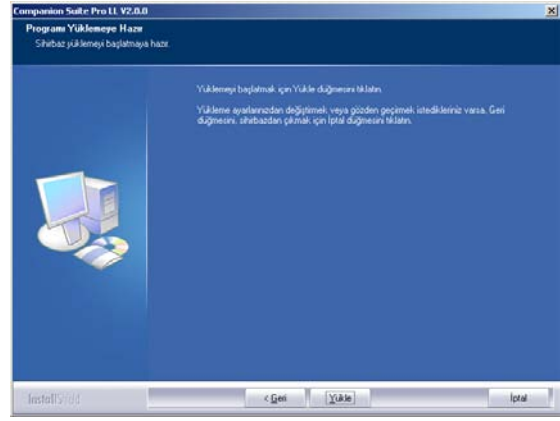 Companion Suite Pro LL V2.0.0
Programı Yüklemeye Hazır
Sihirbaz yüklemeyi başlatmaya hazır.
Yüklemeyi başlatmak için Yükle düğmesini tıklatın.
Yükleme ayarlarınızdan değiştirmek veya gözden geçirmek istedikleriniz varsa, Geri
düğmesini, sihirbazdan çıkmak için İptal düğmesini tıklatın.
InstallShield
< Geri
Yükle
İptal